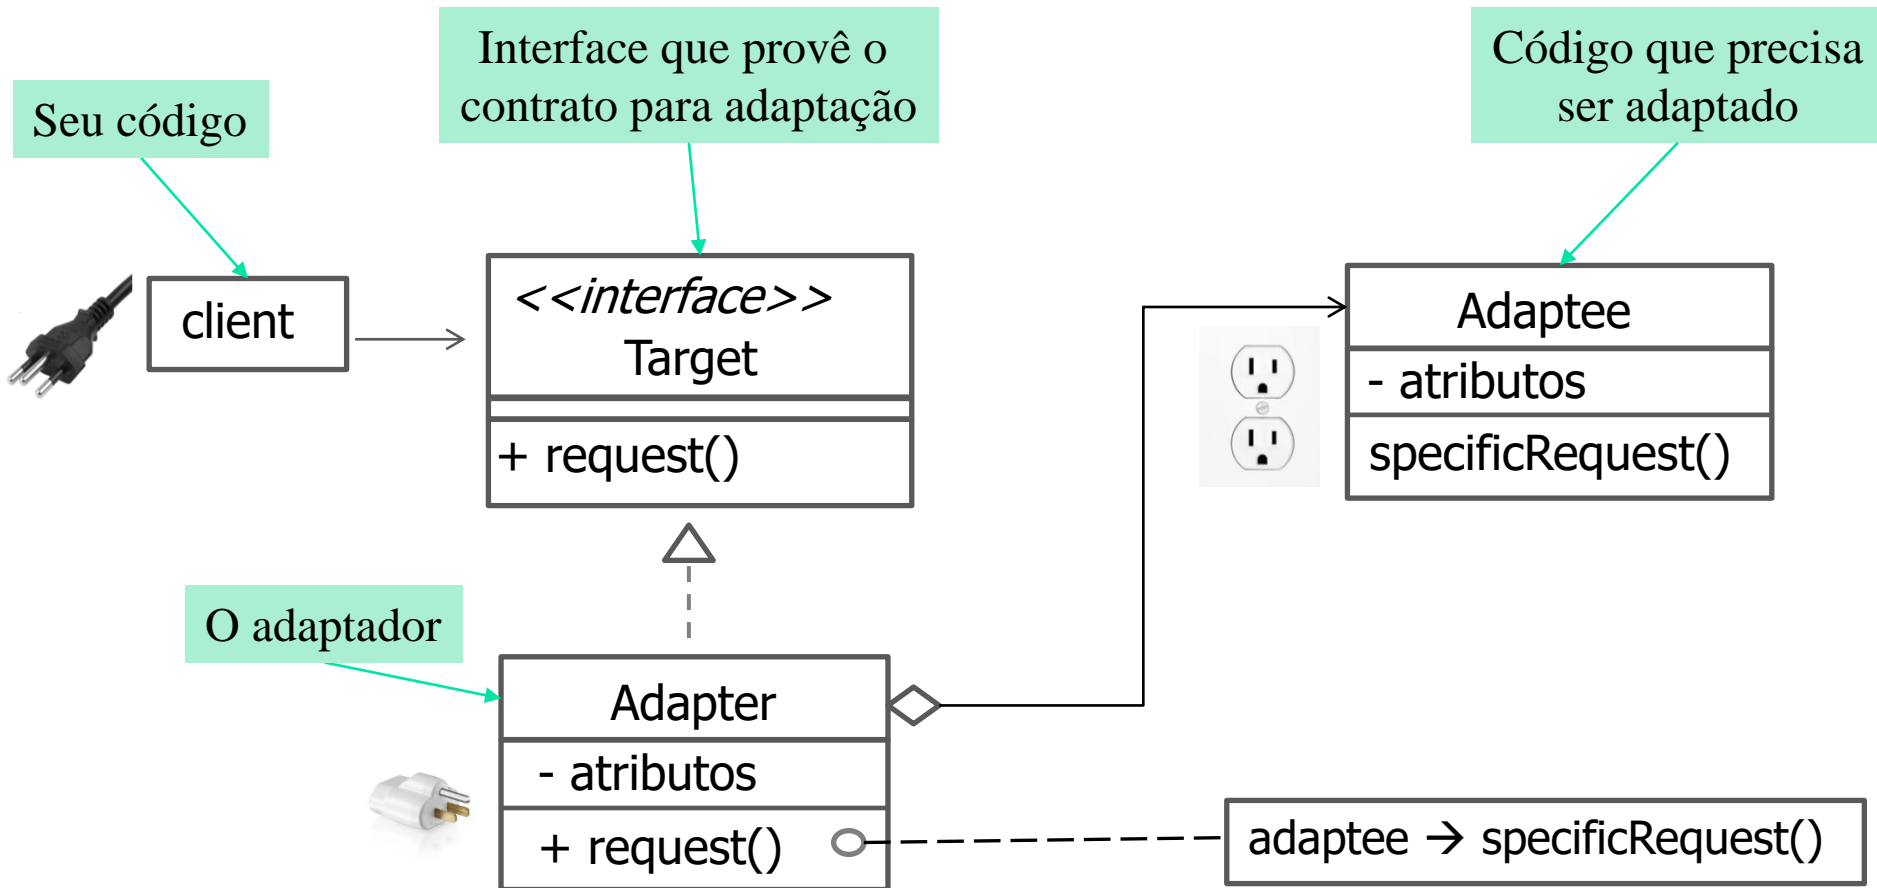 Interface que provê o
contrato para adaptação
Código que precisa
ser adaptado
Seu código
client
<<interface>>
Target
+ request()
Adaptee
- atributos
specificRequest()
O adaptador
Adapter
- atributos
+ request()
adaptee → specificRequest()